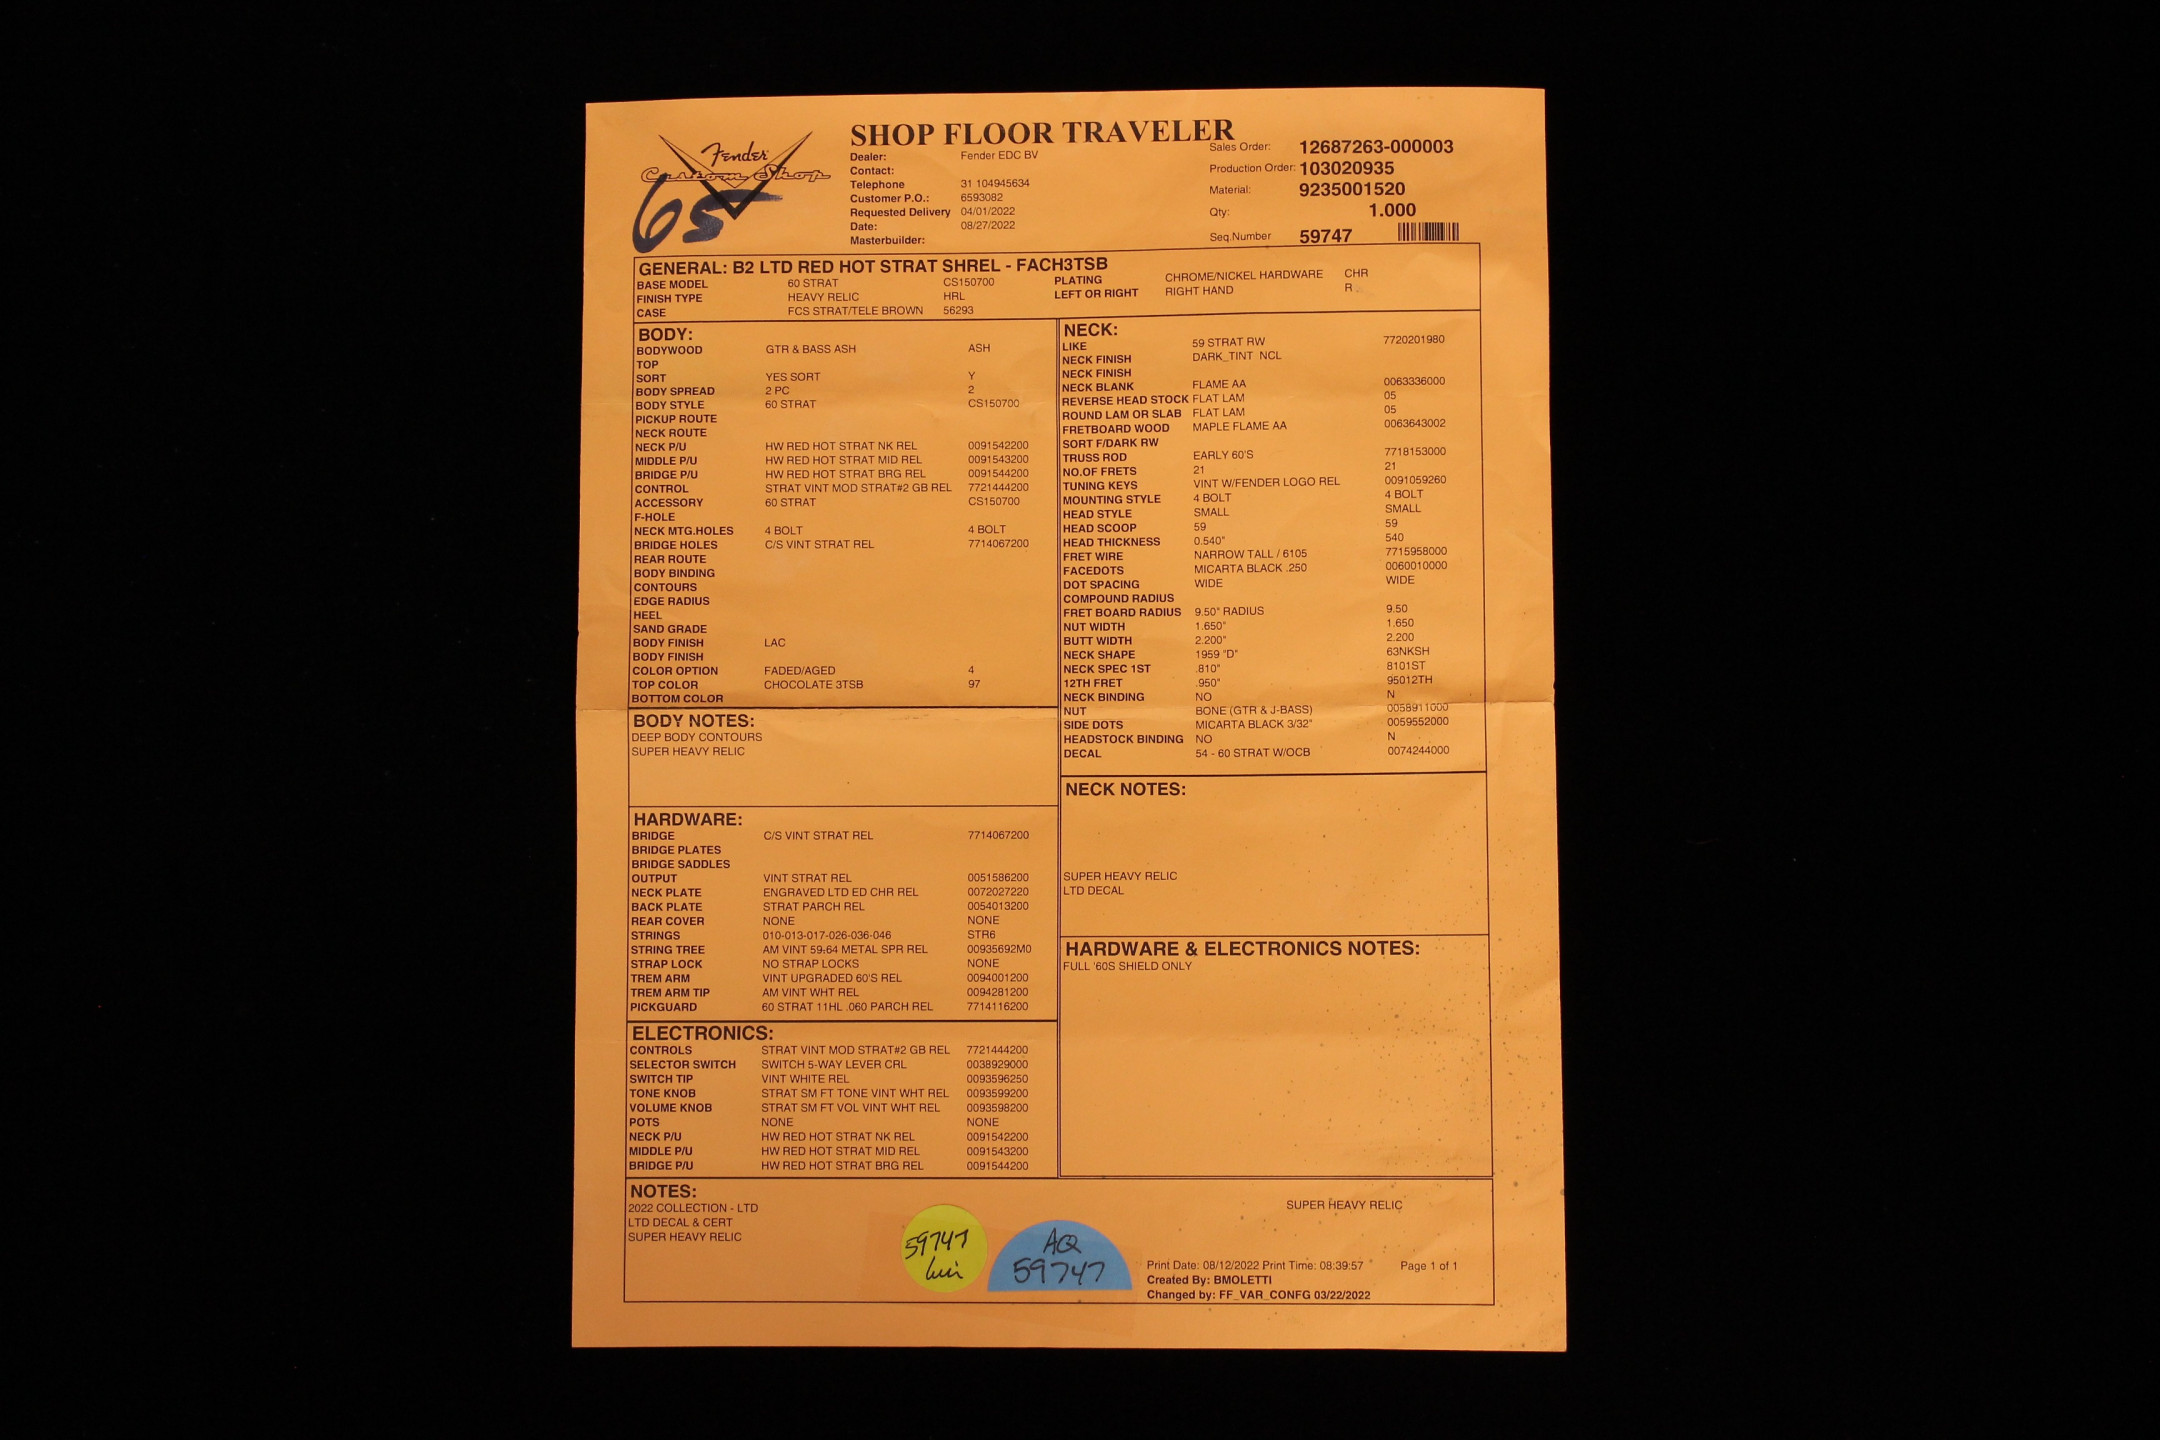 SHOP FLOOR TRAVELER
Fender
Custom Shop
65
Dealer: Fender EDC BV
Contact:
Telephone 31 104945634
Customer P.O.: 6593082
Requested Delivery 04/01/2022
Date: 08/27/2022
Masterbuilder:
Sales Order: 12687263-000003
Production Order: 103020935
Material: 9235001520
Qty: 1.000
Seq.Number 59747
GENERAL: B2 LTD RED HOT STRAT SHREL - FACH3TSB
BASE MODEL 60 STRAT CS150700
FINISH TYPE HEAVY RELIC HRL
CASE FCS STRAT/TELE BROWN 56293
PLATING CHROME/NICKEL HARDWARE CHR
LEFT OR RIGHT RIGHT HAND R
BODY:
BODYWOOD GTR & BASS ASH ASH
TOP
SORT YES SORT Y
BODY SPREAD 2 PC 2
BODY STYLE 60 STRAT CS150700
PICKUP ROUTE
NECK ROUTE
NECK P/U HW RED HOT STRAT NK REL 0091542200
MIDDLE P/U HW RED HOT STRAT MID REL 0091543200
BRIDGE P/U HW RED HOT STRAT BRG REL 0091544200
CONTROL STRAT VINT MOD STRAT#2 GB REL 7721444200
ACCESSORY 60 STRAT CS150700
F-HOLE
NECK MTG.HOLES 4 BOLT 4 BOLT
BRIDGE HOLES C/S VINT STRAT REL 7714067200
REAR ROUTE
BODY BINDING
CONTOURS
EDGE RADIUS
HEEL
SAND GRADE
BODY FINISH LAC
BODY FINISH
COLOR OPTION FADED/AGED 4
TOP COLOR CHOCOLATE 3TSB 97
BOTTOM COLOR
BODY NOTES:
DEEP BODY CONTOURS
SUPER HEAVY RELIC
HARDWARE:
BRIDGE C/S VINT STRAT REL 7714067200
BRIDGE PLATES
BRIDGE SADDLES
OUTPUT VINT STRAT REL 0051586200
NECK PLATE ENGRAVED LTD ED CHR REL 0072027220
BACK PLATE STRAT PARCH REL 0054013200
REAR COVER NONE NONE
STRINGS 010-013-017-026-036-046 STR6
STRING TREE AM VINT 59-64 METAL SPR REL 00935692M0
STRAP LOCK NO STRAP LOCKS NONE
TREM ARM VINT UPGRADED 60'S REL 0094001200
TREM ARM TIP AM VINT WHT REL 0094281200
PICKGUARD 60 STRAT 11HL .060 PARCH REL 7714116200
ELECTRONICS:
CONTROLS STRAT VINT MOD STRAT#2 GB REL 7721444200
SELECTOR SWITCH SWITCH 5-WAY LEVER CRL 0038929000
SWITCH TIP VINT WHITE REL 0093596250
TONE KNOB STRAT SM FT TONE VINT WHT REL 0093599200
VOLUME KNOB STRAT SM FT VOL VINT WHT REL 0093598200
POTS NONE NONE
NECK P/U HW RED HOT STRAT NK REL 0091542200
MIDDLE P/U HW RED HOT STRAT MID REL 0091543200
BRIDGE P/U HW RED HOT STRAT BRG REL 0091544200
NECK:
LIKE 59 STRAT RW 7720201980
NECK FINISH DARK_TINT NCL
NECK FINISH
NECK BLANK FLAME AA 0063336000
REVERSE HEAD STOCK FLAT LAM 05
ROUND LAM OR SLAB FLAT LAM 05
FRETBOARD WOOD MAPLE FLAME AA 0063643002
SORT F/DARK RW
TRUSS ROD EARLY 60'S 7718153000
NO.OF FRETS 21 21
TUNING KEYS VINT W/FENDER LOGO REL 0091059260
MOUNTING STYLE 4 BOLT 4 BOLT
HEAD STYLE SMALL SMALL
HEAD SCOOP 59 59
HEAD THICKNESS 0.540" 540
FRET WIRE NARROW TALL / 6105 7715958000
FACEDOTS MICARTA BLACK .250 0060010000
DOT SPACING WIDE WIDE
COMPOUND RADIUS
FRET BOARD RADIUS 9.50" RADIUS 9.50
NUT WIDTH 1.650" 1.650
BUTT WIDTH 2.200" 2.200
NECK SHAPE 1959 "D" 63NKSH
NECK SPEC 1ST .810" 8101ST
12TH FRET .950" 95012TH
NECK BINDING NO N
NUT BONE (GTR & J-BASS) 0058911000
SIDE DOTS MICARTA BLACK 3/32" 0059552000
HEADSTOCK BINDING NO N
DECAL 54 - 60 STRAT W/OCB 0074244000
NECK NOTES:
SUPER HEAVY RELIC
LTD DECAL
HARDWARE & ELECTRONICS NOTES:
FULL '60S SHIELD ONLY
NOTES:
2022 COLLECTION - LTD
LTD DECAL & CERT
SUPER HEAVY RELIC
SUPER HEAVY RELIC
59747
AQ
59747
Print Date: 08/12/2022 Print Time: 08:39:57 Page 1 of 1
Created By: BMOLETTI
Changed by: FF_VAR_CONFG 03/22/2022